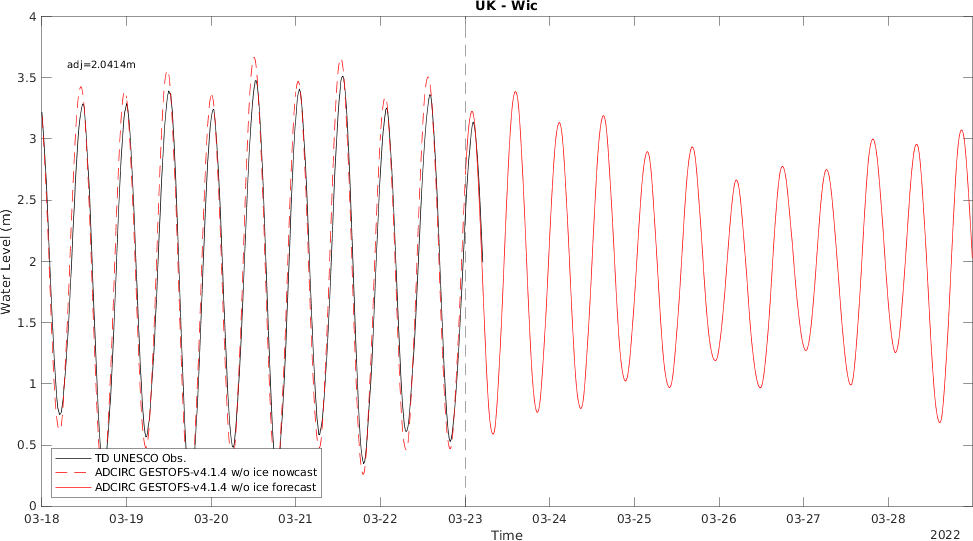 UK - Wic
4
3.5
3
2.5
2
1.5
1
0.5
0
Water Level (m)
adj=2.0414m
TD UNESCO Obs.
ADCIRC GESTOFS-v4.1.4 w/o ice nowcast
ADCIRC GESTOFS-v4.1.4 w/o ice forecast
03-18 03-19 03-20 03-21 03-22 03-23 03-24 03-25 03-26 03-27 03-28
Time
2022